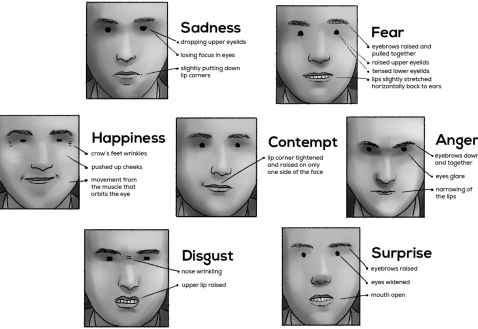 Sadness
dropping upper eyelids
losing focus in eyes
slightly putting down
lip corners
Fear
eyebrows raised and
pulled together
raised upper eyelids
tensed lower eyelids
lips slightly stretched
horizontally back to ears
Happiness
crow's feet wrinkles
pushed up cheeks
movement from
the muscle that
orbits the eye
Contempt
lip corner tightened
and raised on only
one side of the face
Anger
eyebrows down
and together
eyes glare
narrowing of
the lips
Disgust
nose wrinkling
upper lip raised
Surprise
eyebrows raised
eyes widened
mouth open